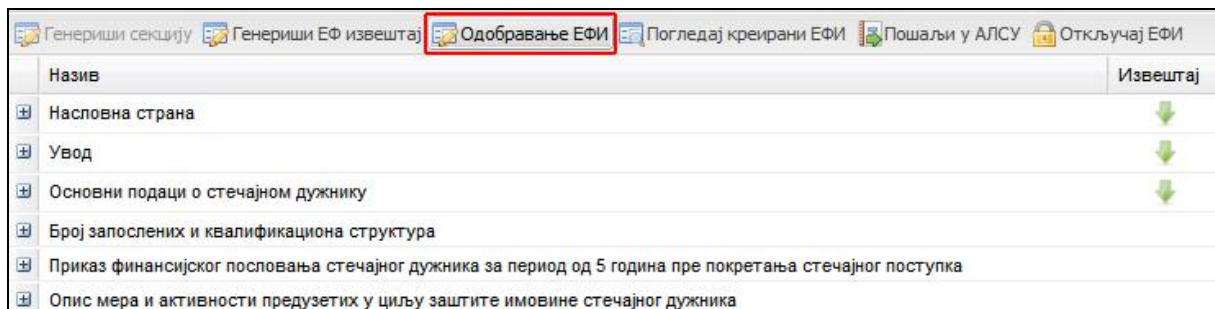 Генериши секцију Генериши ЕФ извештај Одобравање ЕФИ Погледај креирани ЕФИ Пошаљи у АЛСУ Откључај ЕФИ
Назив Извештај
Насловна страна
Увод
Основни подаци о стечајном дужнику
Број запослених и квалификациона структура
Приказ финансијског пословања стечајног дужника за период од 5 година пре покретања стечајног поступка
Опис мера и активности предузетих у циљу заштите имовине стечајног дужника